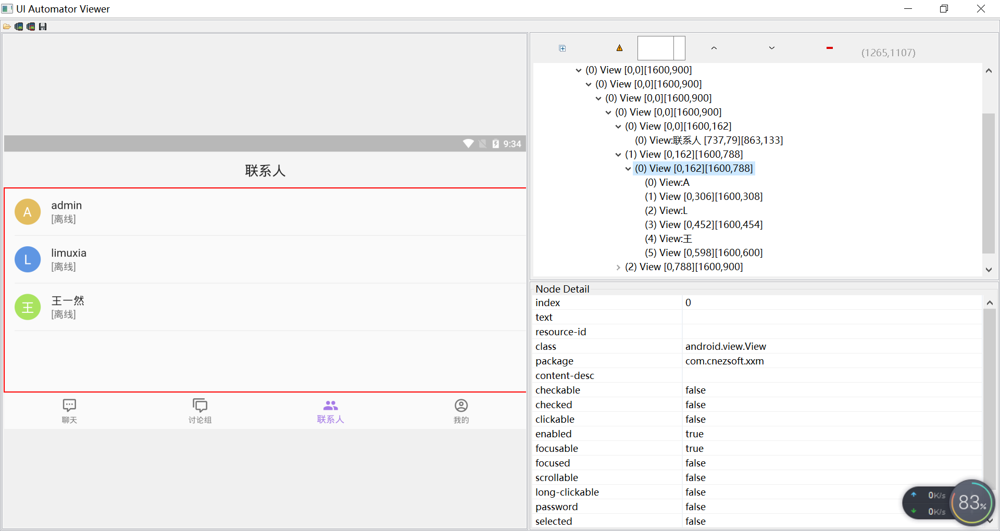 UI Automator Viewer
9:34
联系人
A
admin
[离线]
L
limuxia
[离线]
王
王一然
[离线]
聊天
讨论组
联系人
我的
(1265,1107)
(0) View [0,0][1600,900]
(0) View [0,0][1600,900]
(0) View [0,0][1600,900]
(0) View [0,0][1600,900]
(0) View [0,0][1600,162]
(0) View:联系人 [737,79][863,133]
(1) View [0,162][1600,788]
(0) View [0,162][1600,788]
(0) View:A
(1) View [0,306][1600,308]
(2) View:L
(3) View [0,452][1600,454]
(4) View:王
(5) View [0,598][1600,600]
(2) View [0,788][1600,900]
Node Detail
index 0
text
resource-id
class android.view.View
package com.cnezsoft.xxm
content-desc
checkable false
checked false
clickable false
enabled true
focusable true
focused false
scrollable false
long-clickable false
password false
selected false
0K/s
0K/s
83%